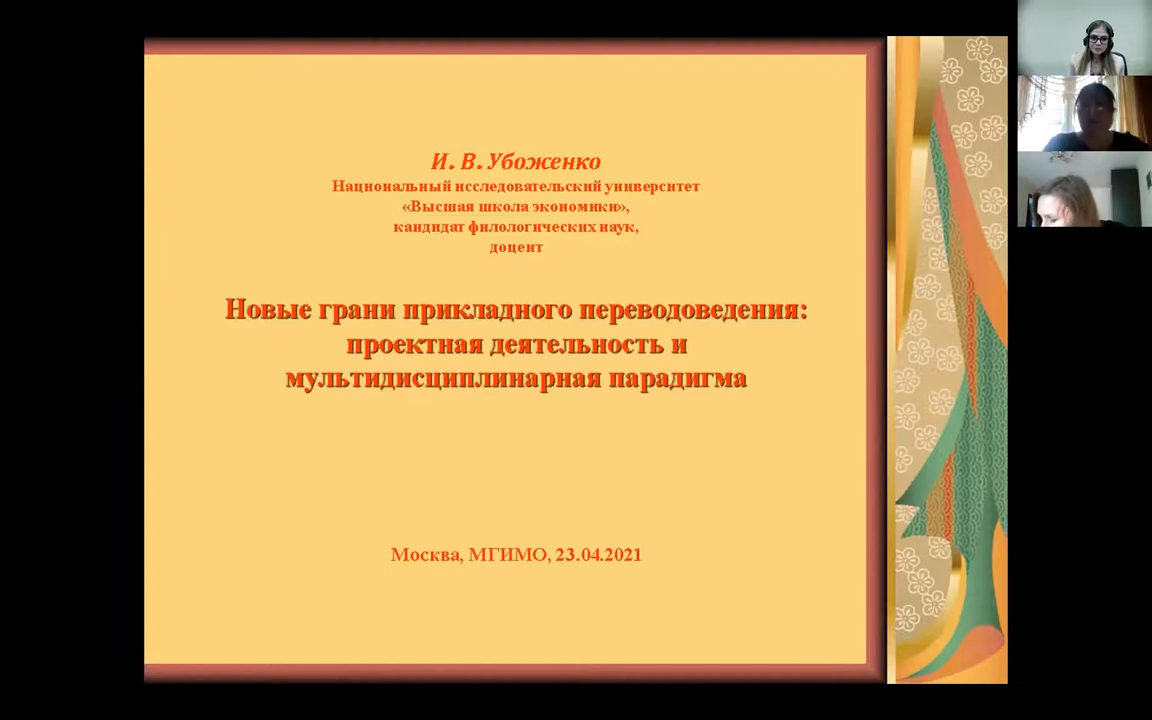 И. В. Убоженко
Национальный исследовательский университет
«Высшая школа экономики»,
кандидат филологических наук,
доцент
Новые грани прикладного переводоведения:
проектная деятельность и
мультидисциплинарная парадигма
Москва, МГИМО, 23.04.2021